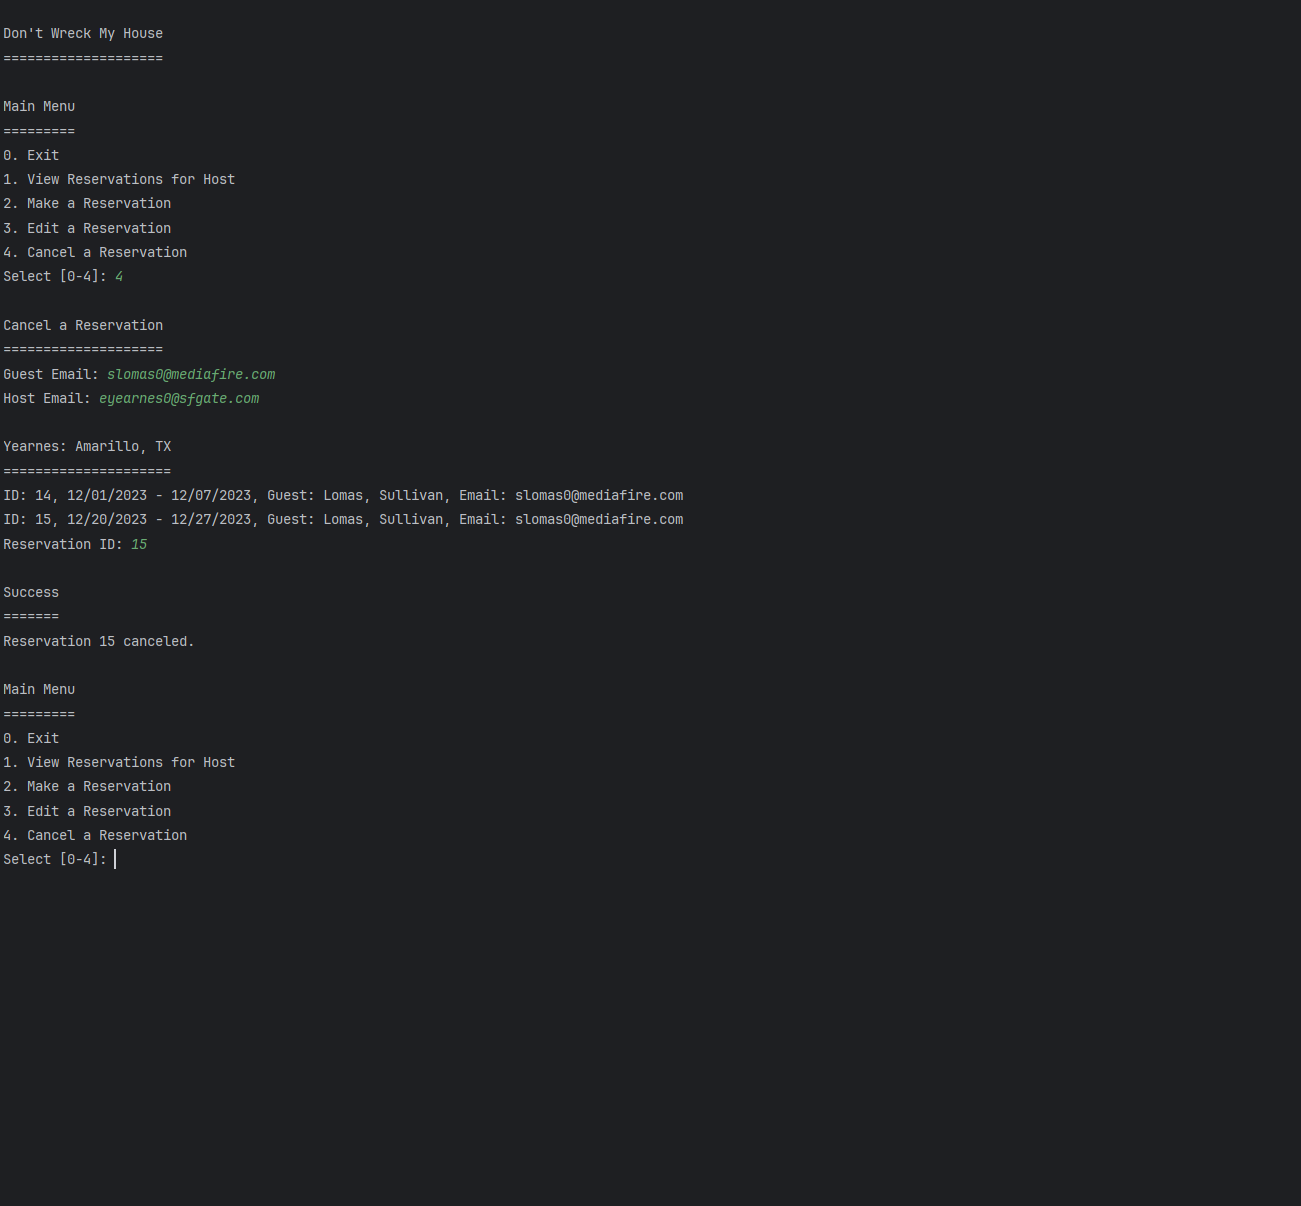 Don't Wreck My House
====================
Main Menu
=========
0. Exit
1. View Reservations for Host
2. Make a Reservation
3. Edit a Reservation
4. Cancel a Reservation
Select [0-4]: 4
Cancel a Reservation
====================
Guest Email: slomas0@mediafire.com
Host Email: eyearnes0@sfgate.com
Yearnes: Amarillo, TX
=====================
ID: 14, 12/01/2023 - 12/07/2023, Guest: Lomas, Sullivan, Email: slomas0@mediafire.com
ID: 15, 12/20/2023 - 12/27/2023, Guest: Lomas, Sullivan, Email: slomas0@mediafire.com
Reservation ID: 15
Success
=======
Reservation 15 canceled.
Main Menu
=========
0. Exit
1. View Reservations for Host
2. Make a Reservation
3. Edit a Reservation
4. Cancel a Reservation
Select [0-4]: